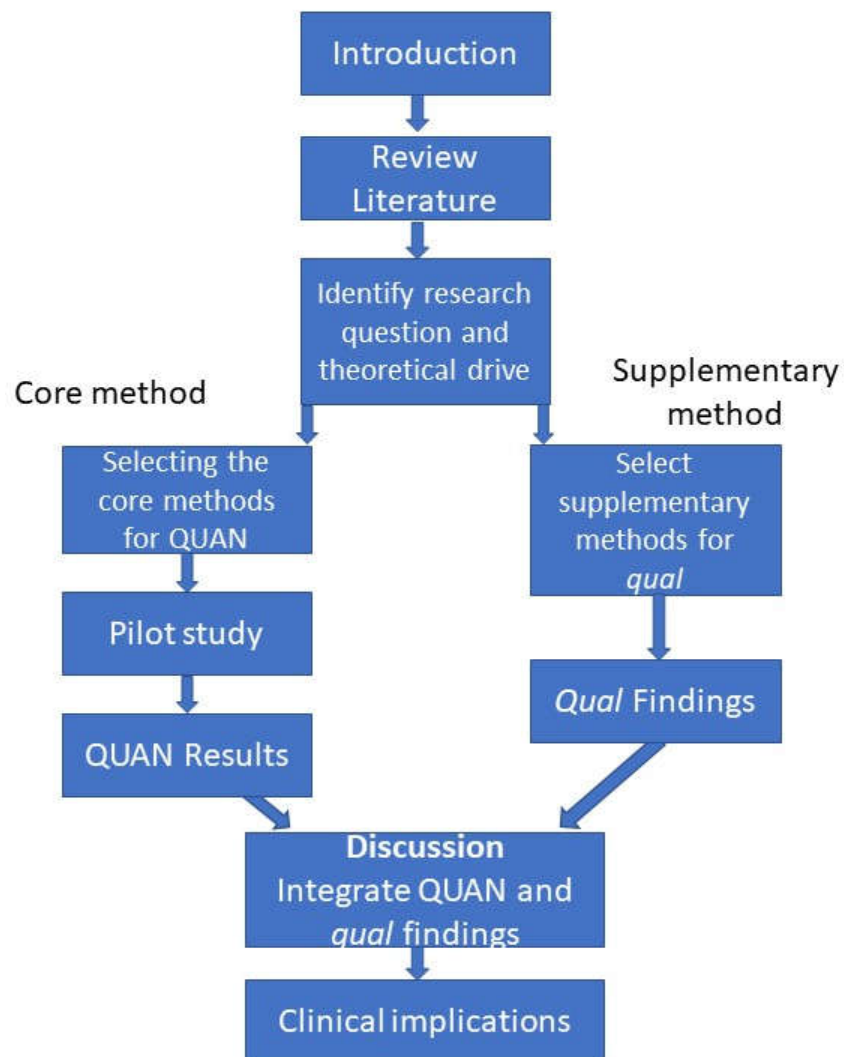 Introduction
Review
Literature
Identify research
question and
theoretical drive
Core method
Supplementary
method
Selecting the
core methods
for QUAN
Select
supplementary
methods for
qual
Pilot study
Qual Findings
QUAN Results
Discussion
Integrate QUAN and
qual findings
Clinical implications